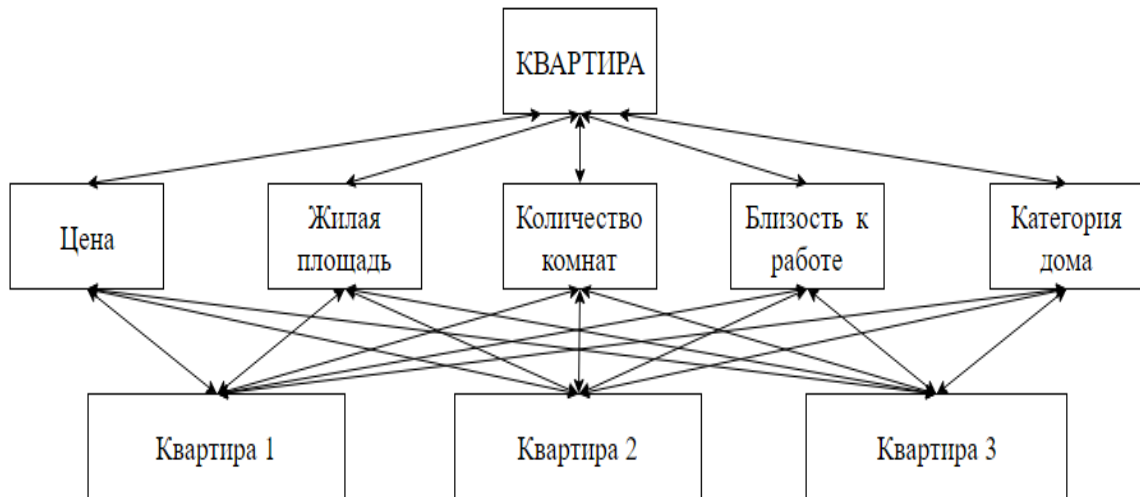 КВАРТИРА
Цена
Жилая
площадь
Количество
комнат
Близость к
работе
Категория
дома
Квартира 1
Квартира 2
Квартира 3